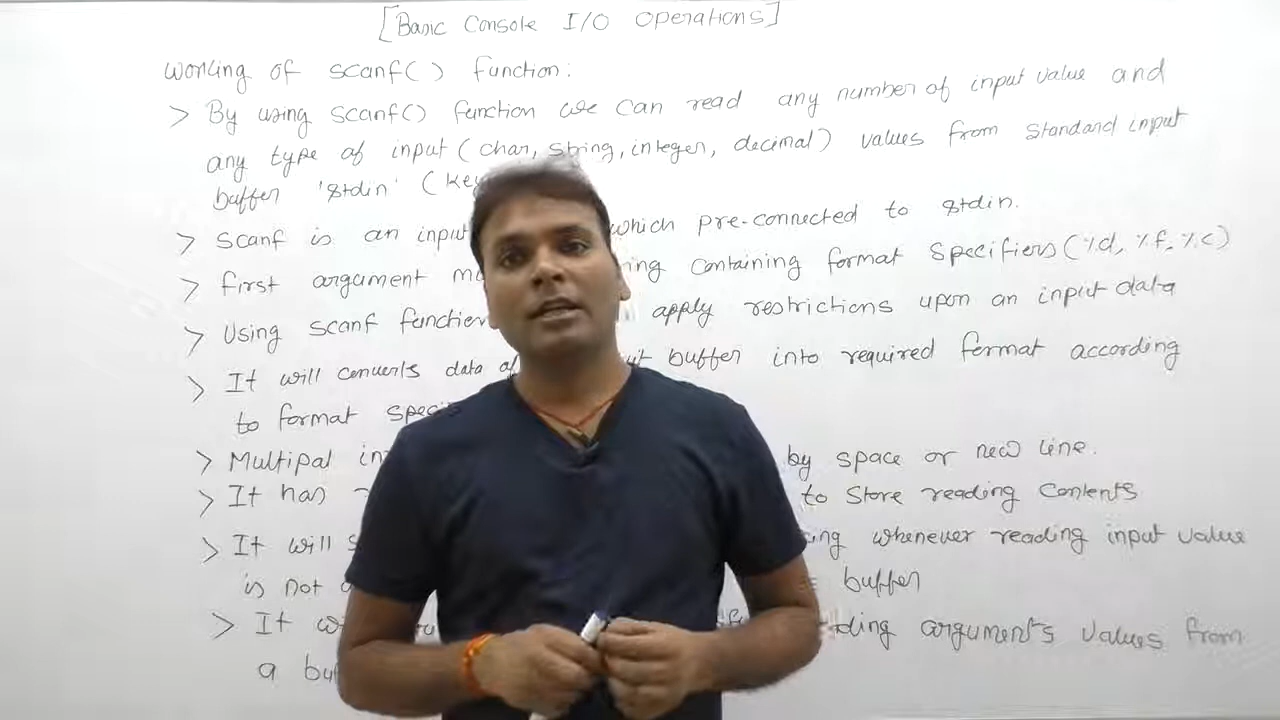 [Basic Console I/O Operations]
Working of scanf() function:
> By using scanf() function we can read any number of input value and
any type of input (char, string, integer, decimal) values from standard input
buffer 'stdin' (key
> scanf is an input which pre-connected to stdin.
> first argument containing format specifiers (%d, %f, %c)
> Using scanf function apply restrictions upon an input data
> It will converts data of buffer into required format according
to format
> Multipal by space or new line.
> It has to store reading contents
> It will whenever reading input value
is not buffer
> It arguments values from
a